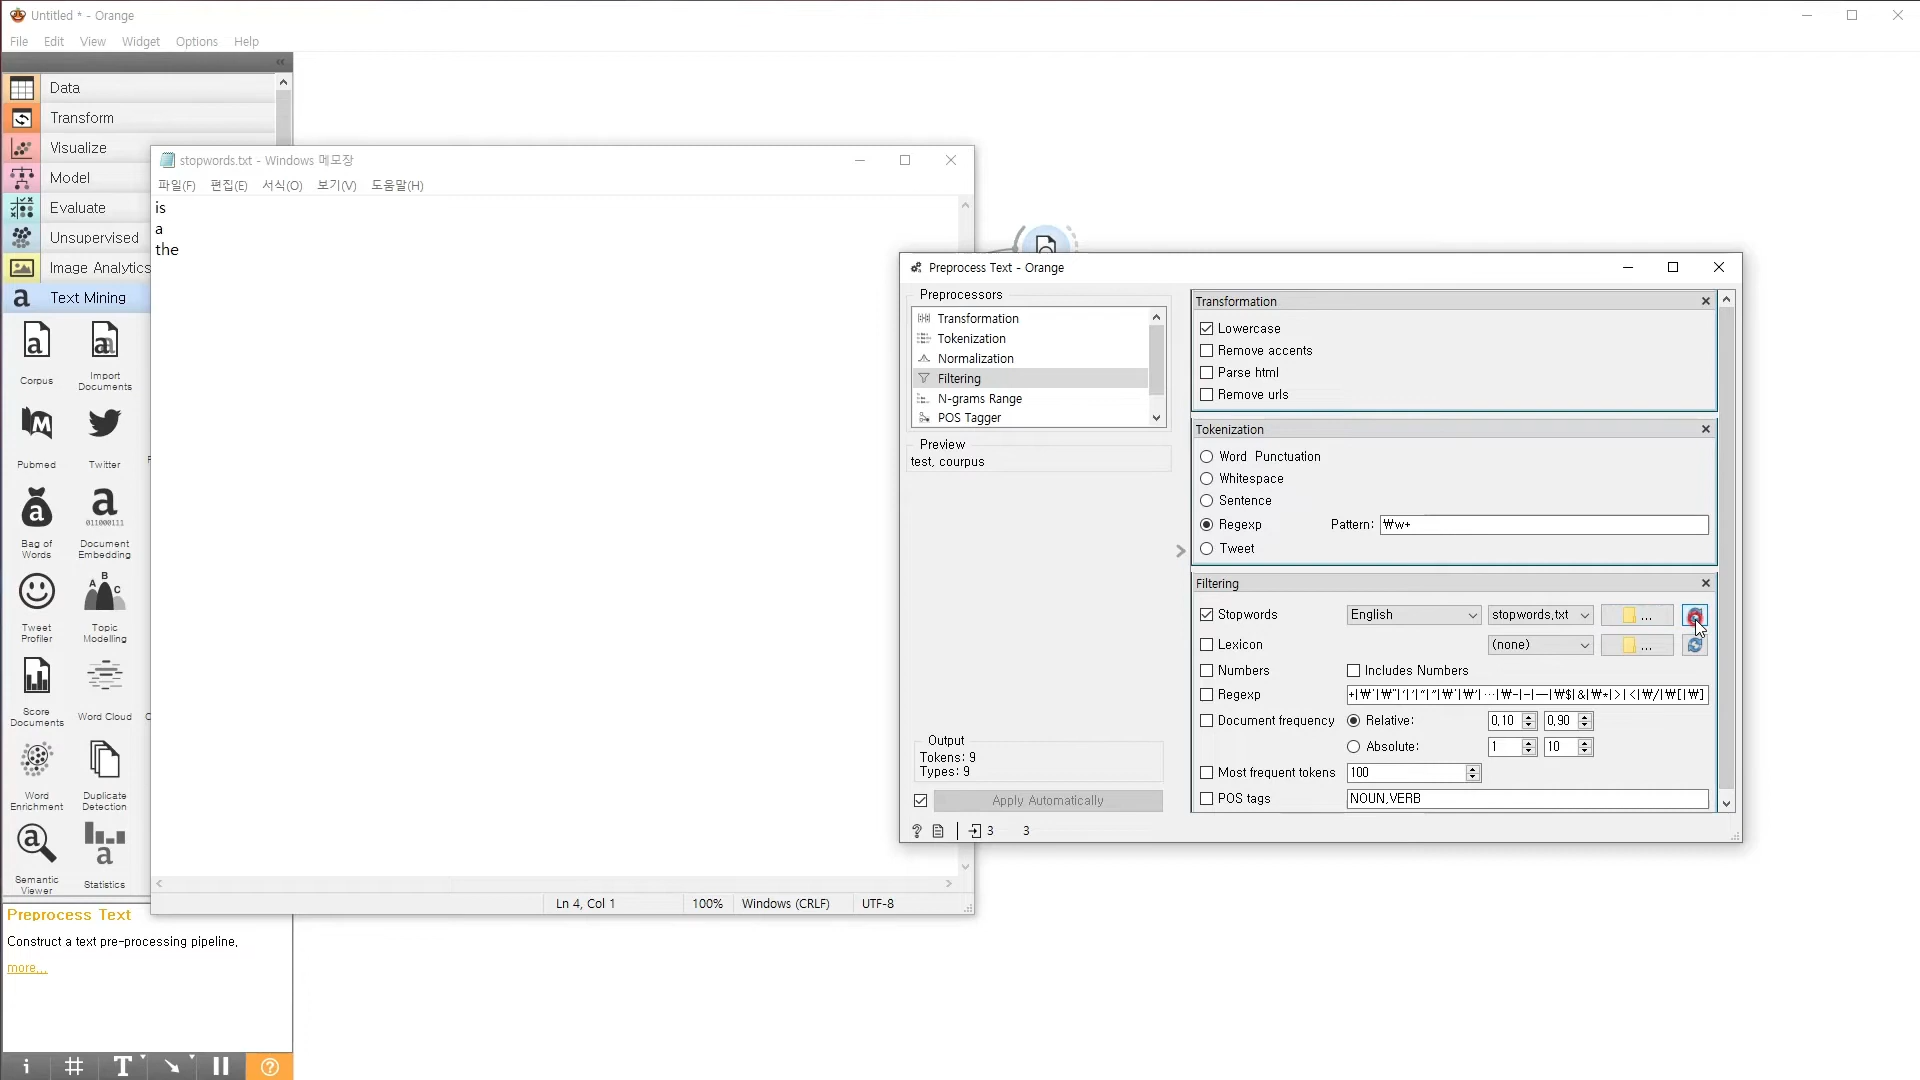 Untitled * - Orange
File Edit View Widget Options Help
Data
Transform
Visualize
Model
Evaluate
Unsupervised
Image Analytics
Text Mining
Corpus
Import Documents
Pubmed
Twitter
Bag of Words
Document Embedding
Tweet Profiler
Topic Modelling
Score Documents
Word Cloud
Word Enrichment
Duplicate Detection
Semantic Viewer
Statistics
Preprocess Text
Construct a text pre-processing pipeline.
more...
stopwords.txt - Windows 메모장
파일(F) 편집(E) 서식(O) 보기(V) 도움말(H)
is
a
the
Ln 4, Col 1 100% Windows (CRLF) UTF-8
Preprocess Text - Orange
Preprocessors
Transformation
Tokenization
Normalization
Filtering
N-grams Range
POS Tagger
Preview
test, courpus
Output
Tokens: 9
Types: 9
Apply Automatically
3 3
Transformation
Lowercase
Remove accents
Parse html
Remove urls
Tokenization
Word Punctuation
Whitespace
Sentence
Regexp Pattern: ₩w+
Tweet
Filtering
Stopwords English stopwords.txt ...
Lexicon (none) ...
Numbers Includes Numbers
Regexp
Document frequency Relative: 0.10 0.90
Absolute: 1 10
Most frequent tokens 100
POS tags NOUN,VERB